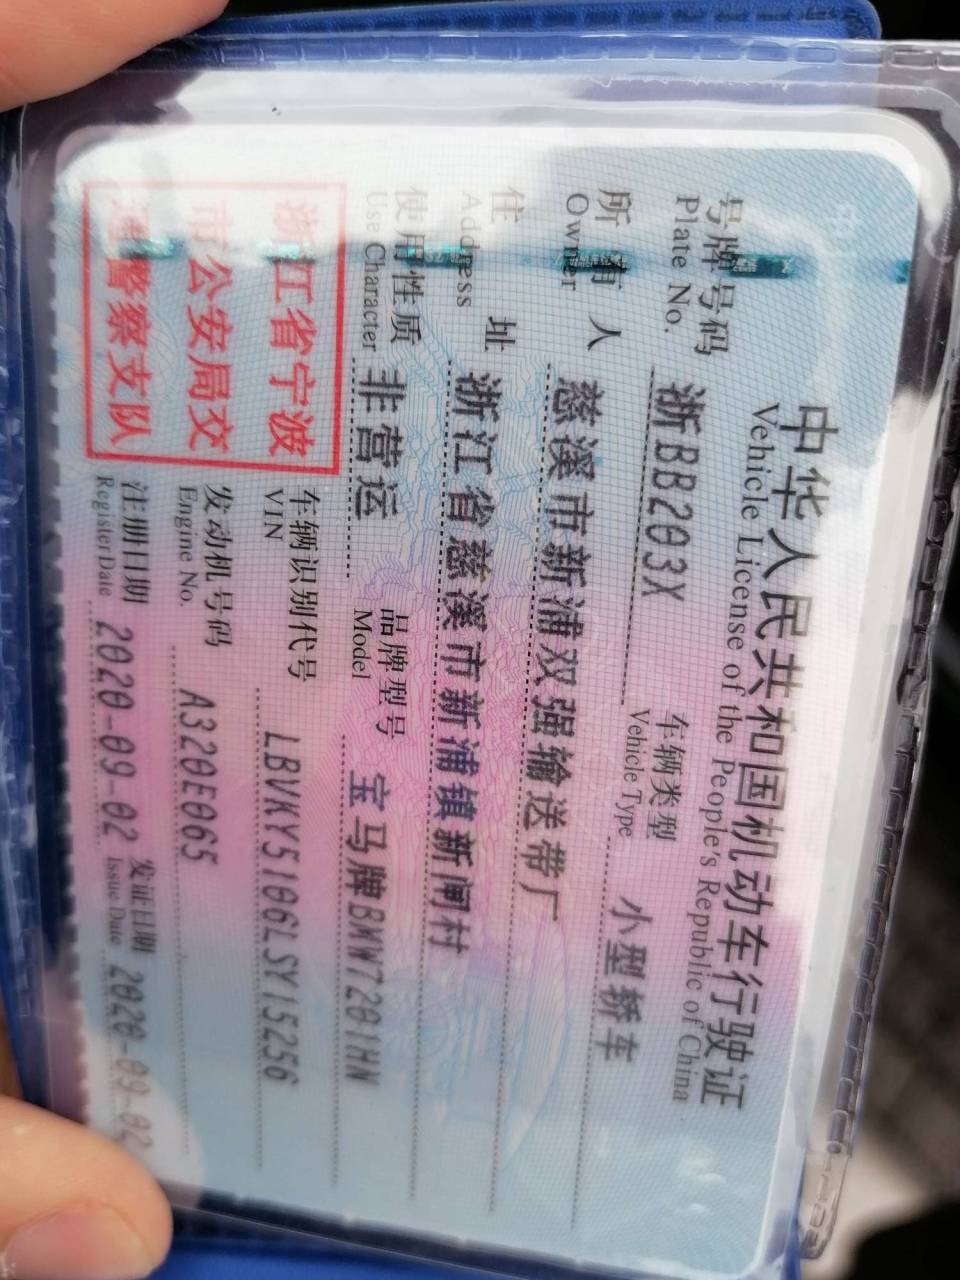 中华人民共和国机动车行驶证
Vehicle License of the People's Republic of China
号牌号码 浙BB203X 车辆类型 小型轿车
Plate No. Vehicle Type
所有人 慈溪市新浦双强输送带厂
Owner
住址 浙江省慈溪市新浦镇新闸村
Address
使用性质 非营运 品牌型号 宝马牌BMW7201HN
Use Character Model
浙江省宁波
市公安局交
通警察支队
车辆识别代号 LBVKY5106LSY15256
VIN
发动机号码 A320E065
Engine No.
注册日期 2020-09-02 发证日期 2020-09-02
Register Date Issue Date